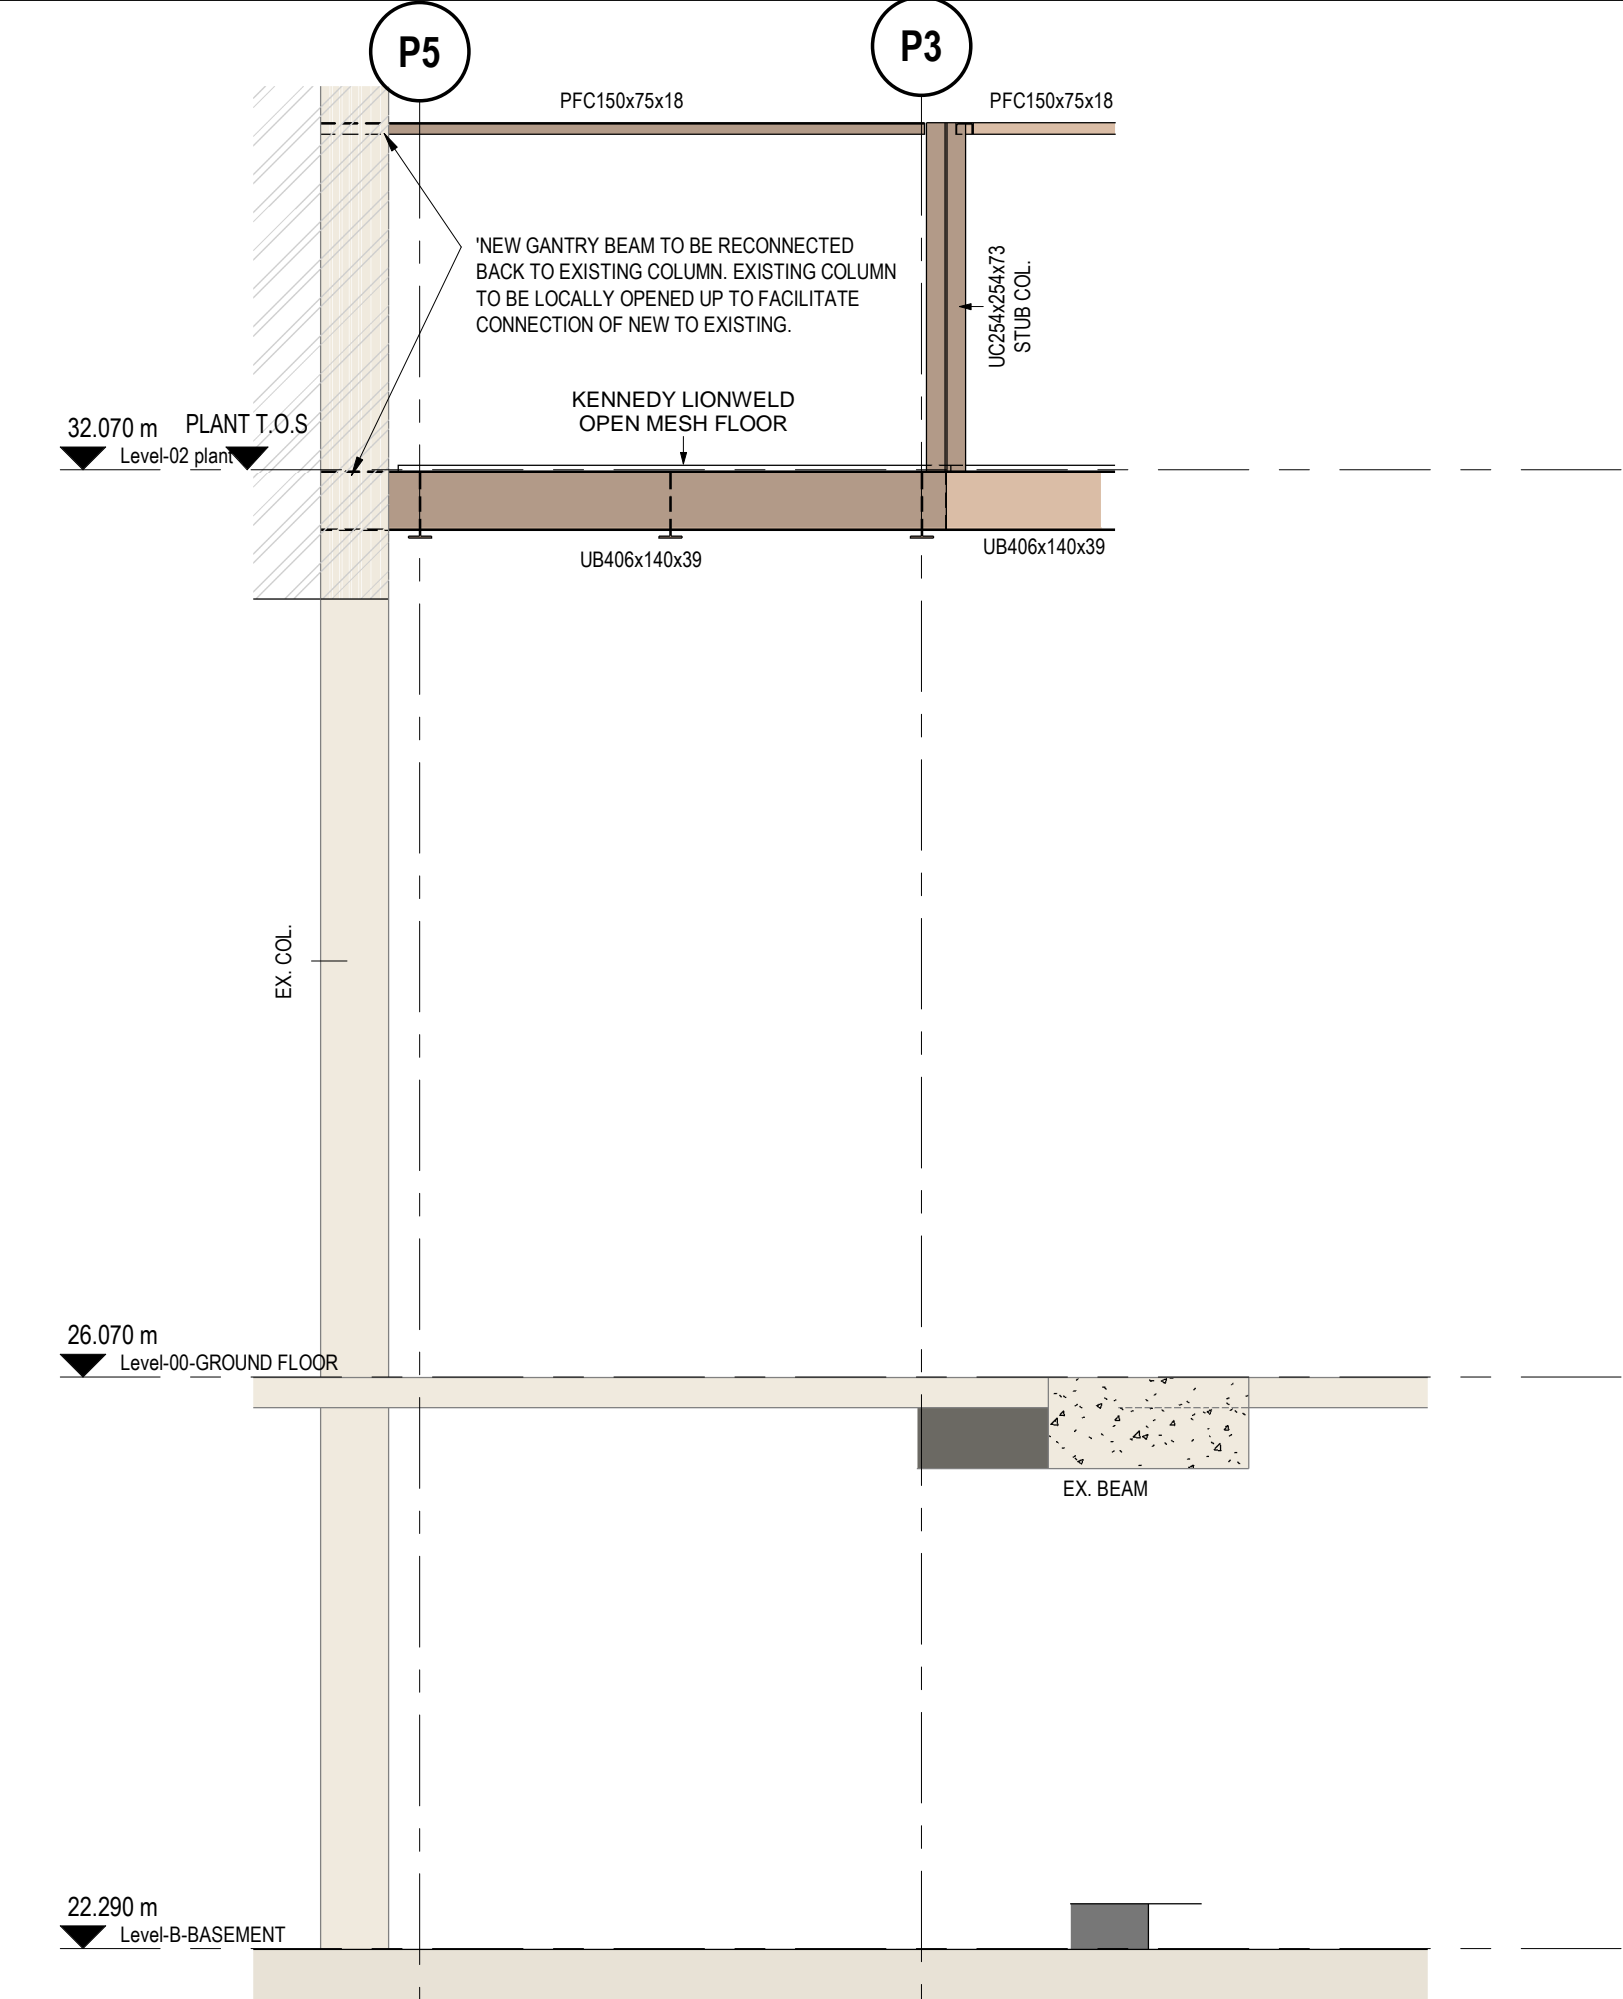 P5
P3
PFC150x75x18
PFC150x75x18
'NEW GANTRY BEAM TO BE RECONNECTED
BACK TO EXISTING COLUMN. EXISTING COLUMN
TO BE LOCALLY OPENED UP TO FACILITATE
CONNECTION OF NEW TO EXISTING.
UC254x254x73
STUB COL.
KENNEDY LIONWELD
OPEN MESH FLOOR
32.070 m
PLANT T.O.S
Level-02 plant
UB406x140x39
UB406x140x39
EX. COL.
26.070 m
Level-00-GROUND FLOOR
EX. BEAM
22.290 m
Level-B-BASEMENT